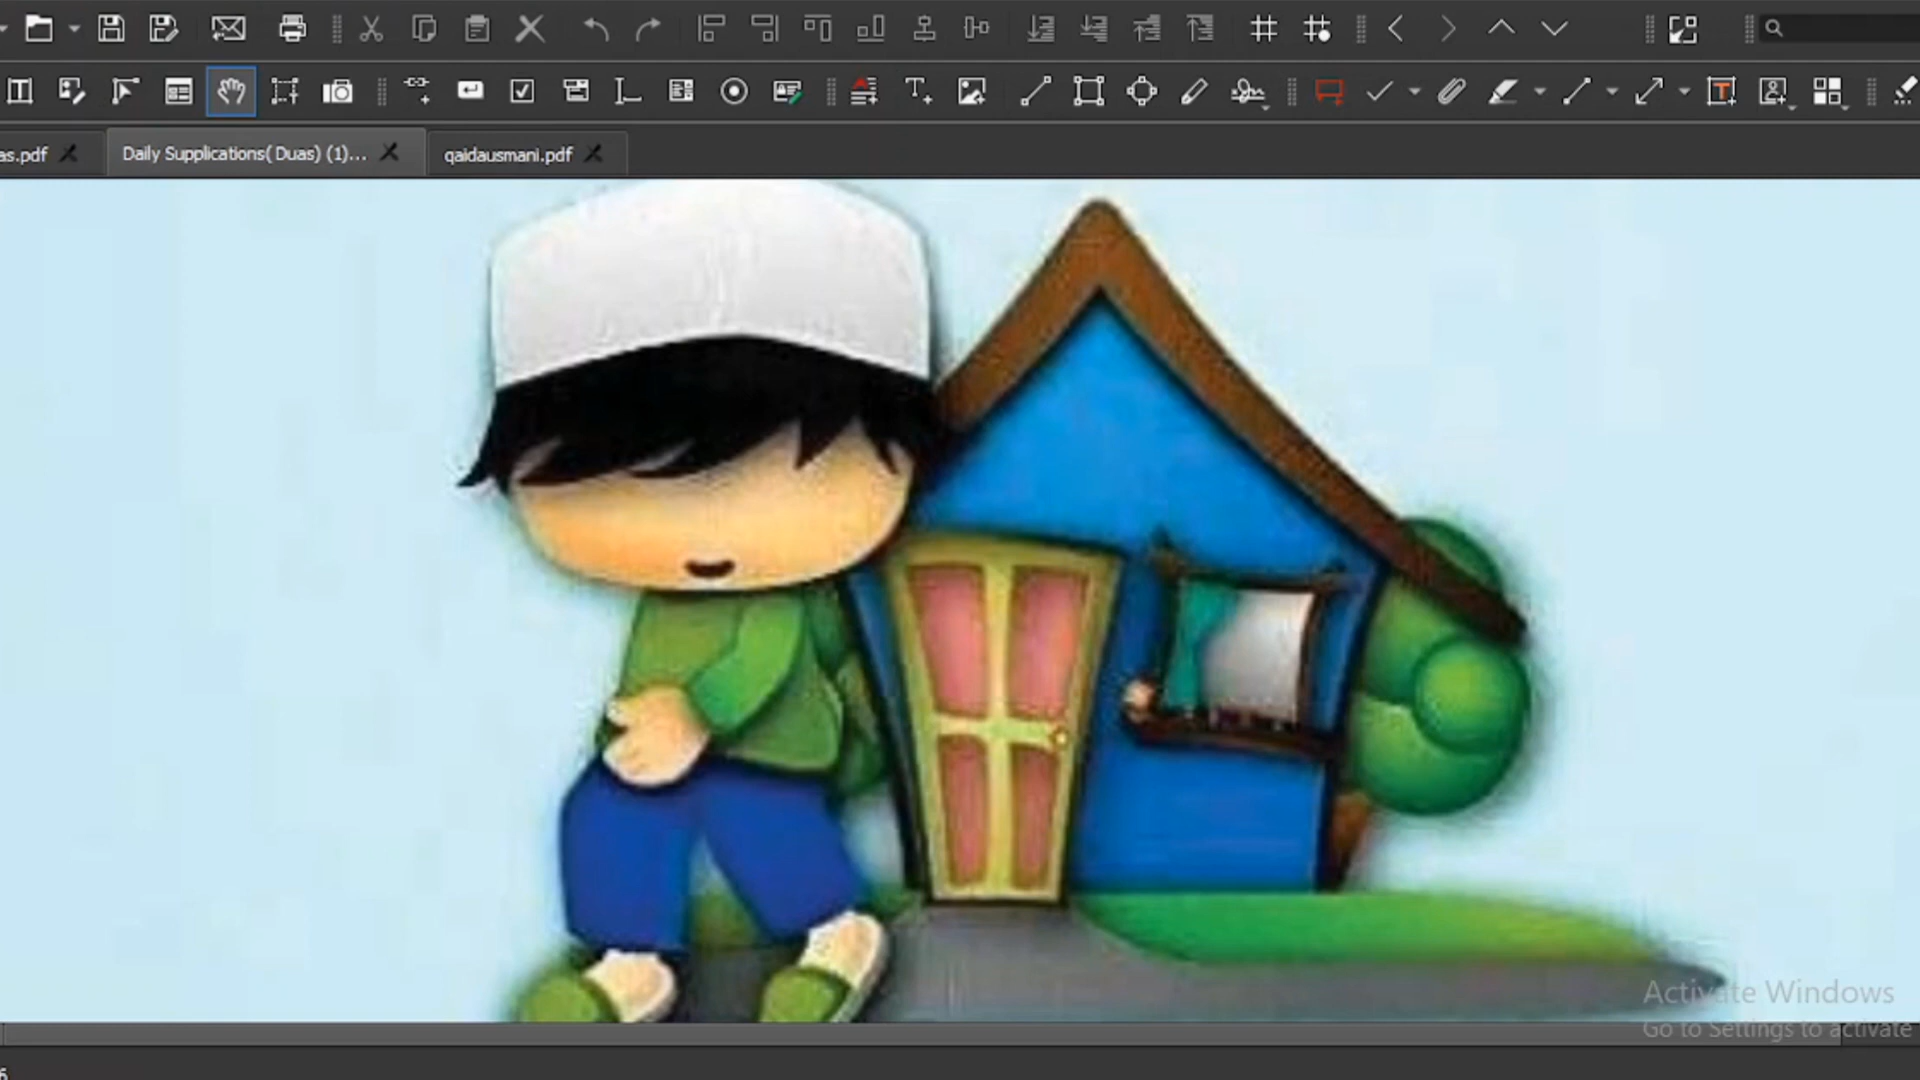 as.pdf
Daily Supplications( Duas) (1)...
qaidausmani.pdf
Activate Windows
Go to Settings to activate